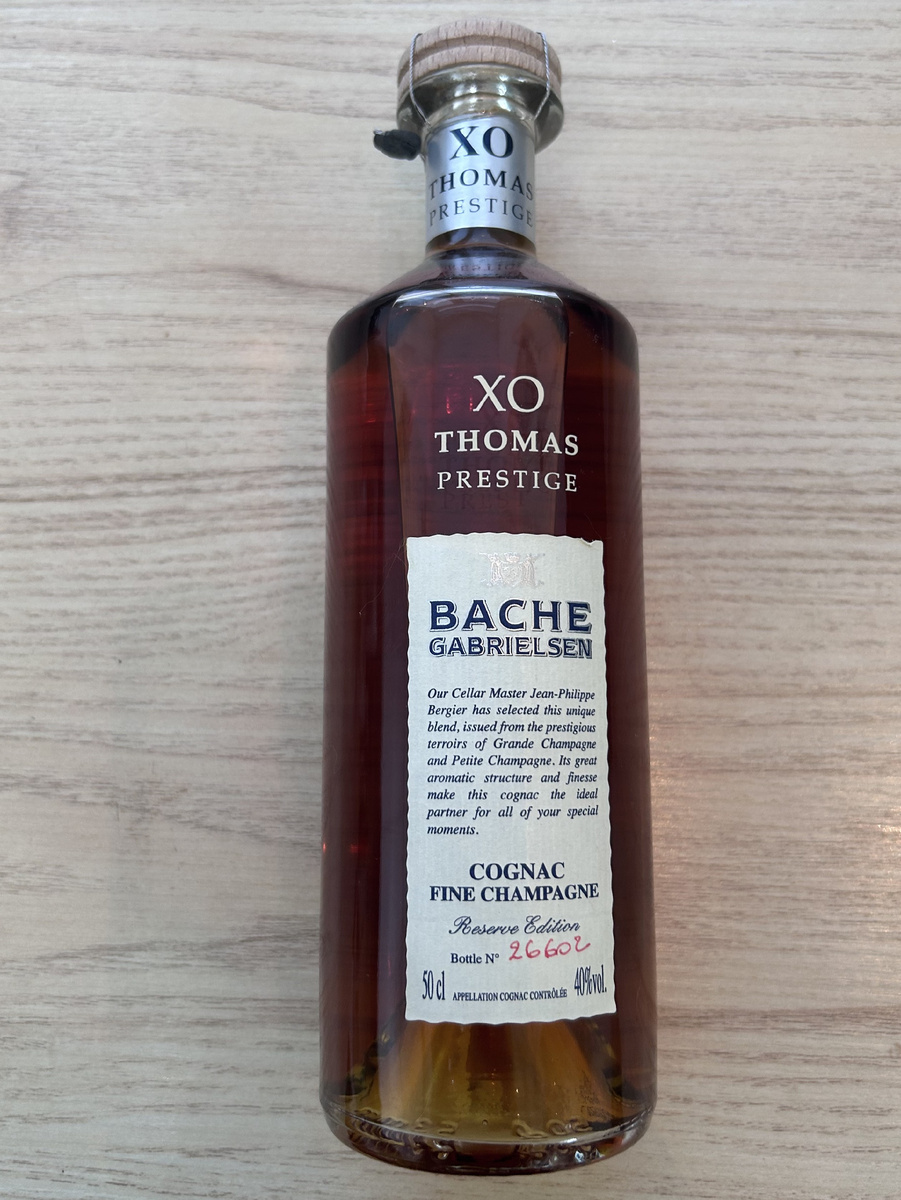 XO
THOMAS
PRESTIGE
XO
THOMAS
PRESTIGE
BACHE
GABRIELSEN
Our Cellar Master Jean-Philippe
Bergier has selected this unique
blend, issued from the prestigious
terroirs of Grande Champagne
and Petite Champagne. Its great
aromatic structure and finesse
make this cognac the ideal
partner for all of your special
moments.
COGNAC
FINE CHAMPAGNE
Reserve Edition
Bottle N° 26602
50 cl APPELLATION COGNAC CONTRÔLÉE 40%vol.